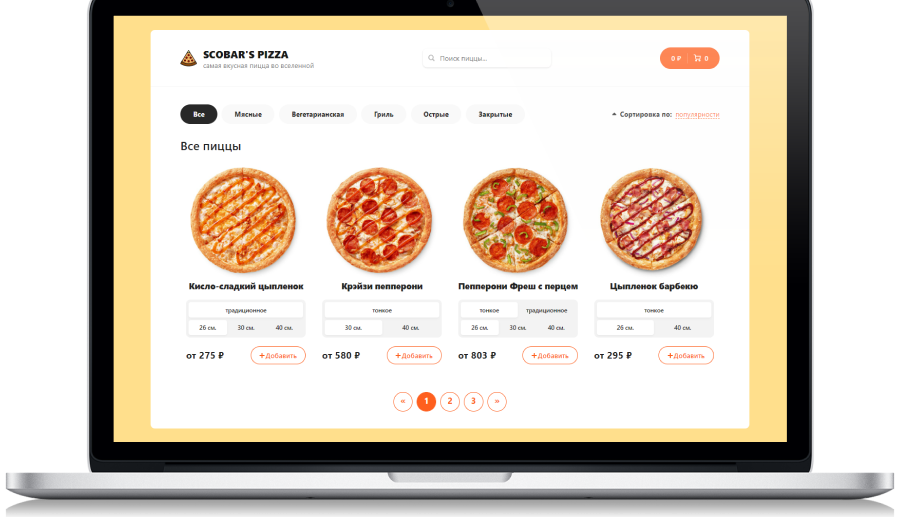 SCOBAR'S PIZZA
самая вкусная пицца во вселенной
Поиск пиццы...
0 ₽ 0
Все Мясные Вегетарианская Гриль Острые Закрытые
Сортировка по: популярности
Все пиццы
Кисло-сладкий цыпленок
традиционное
26 см. 30 см. 40 см.
от 275 ₽ +Добавить
Крэйзи пепперони
тонкое
30 см. 40 см.
от 580 ₽ +Добавить
Пепперони Фреш с перцем
тонкое традиционное
26 см. 30 см. 40 см.
от 803 ₽ +Добавить
Цыпленок барбекю
тонкое
26 см. 40 см.
от 295 ₽ +Добавить
« 1 2 3 »